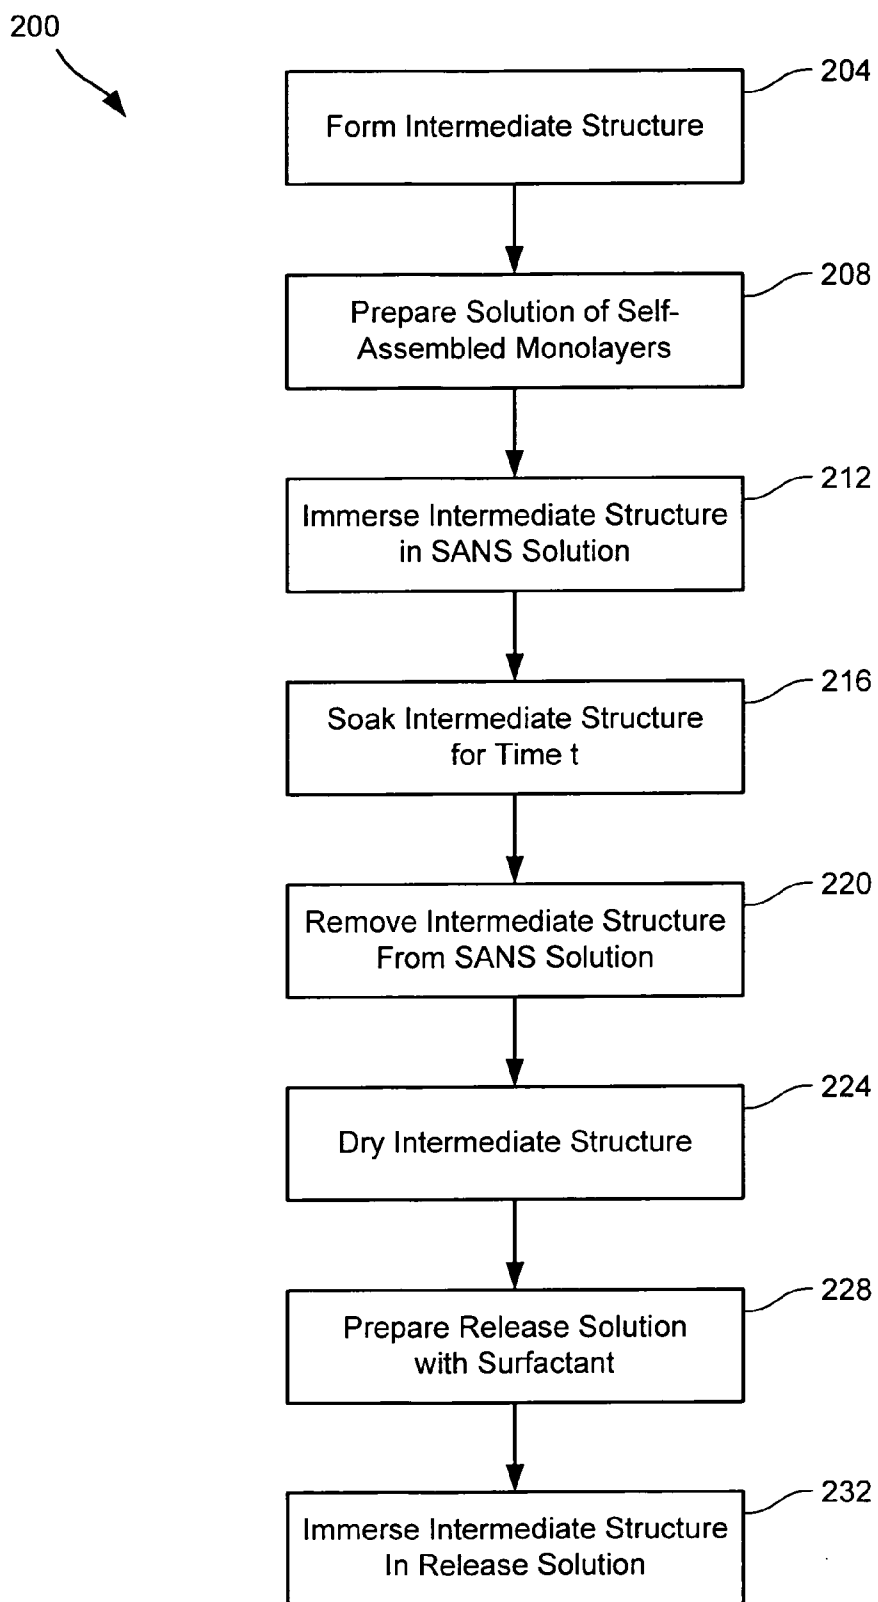 200
204
Form Intermediate Structure
208
Prepare Solution of Self-
Assembled Monolayers
212
Immerse Intermediate Structure
in SANS Solution
216
Soak Intermediate Structure
for Time t
220
Remove Intermediate Structure
From SANS Solution
224
Dry Intermediate Structure
228
Prepare Release Solution
with Surfactant
232
Immerse Intermediate Structure
In Release Solution